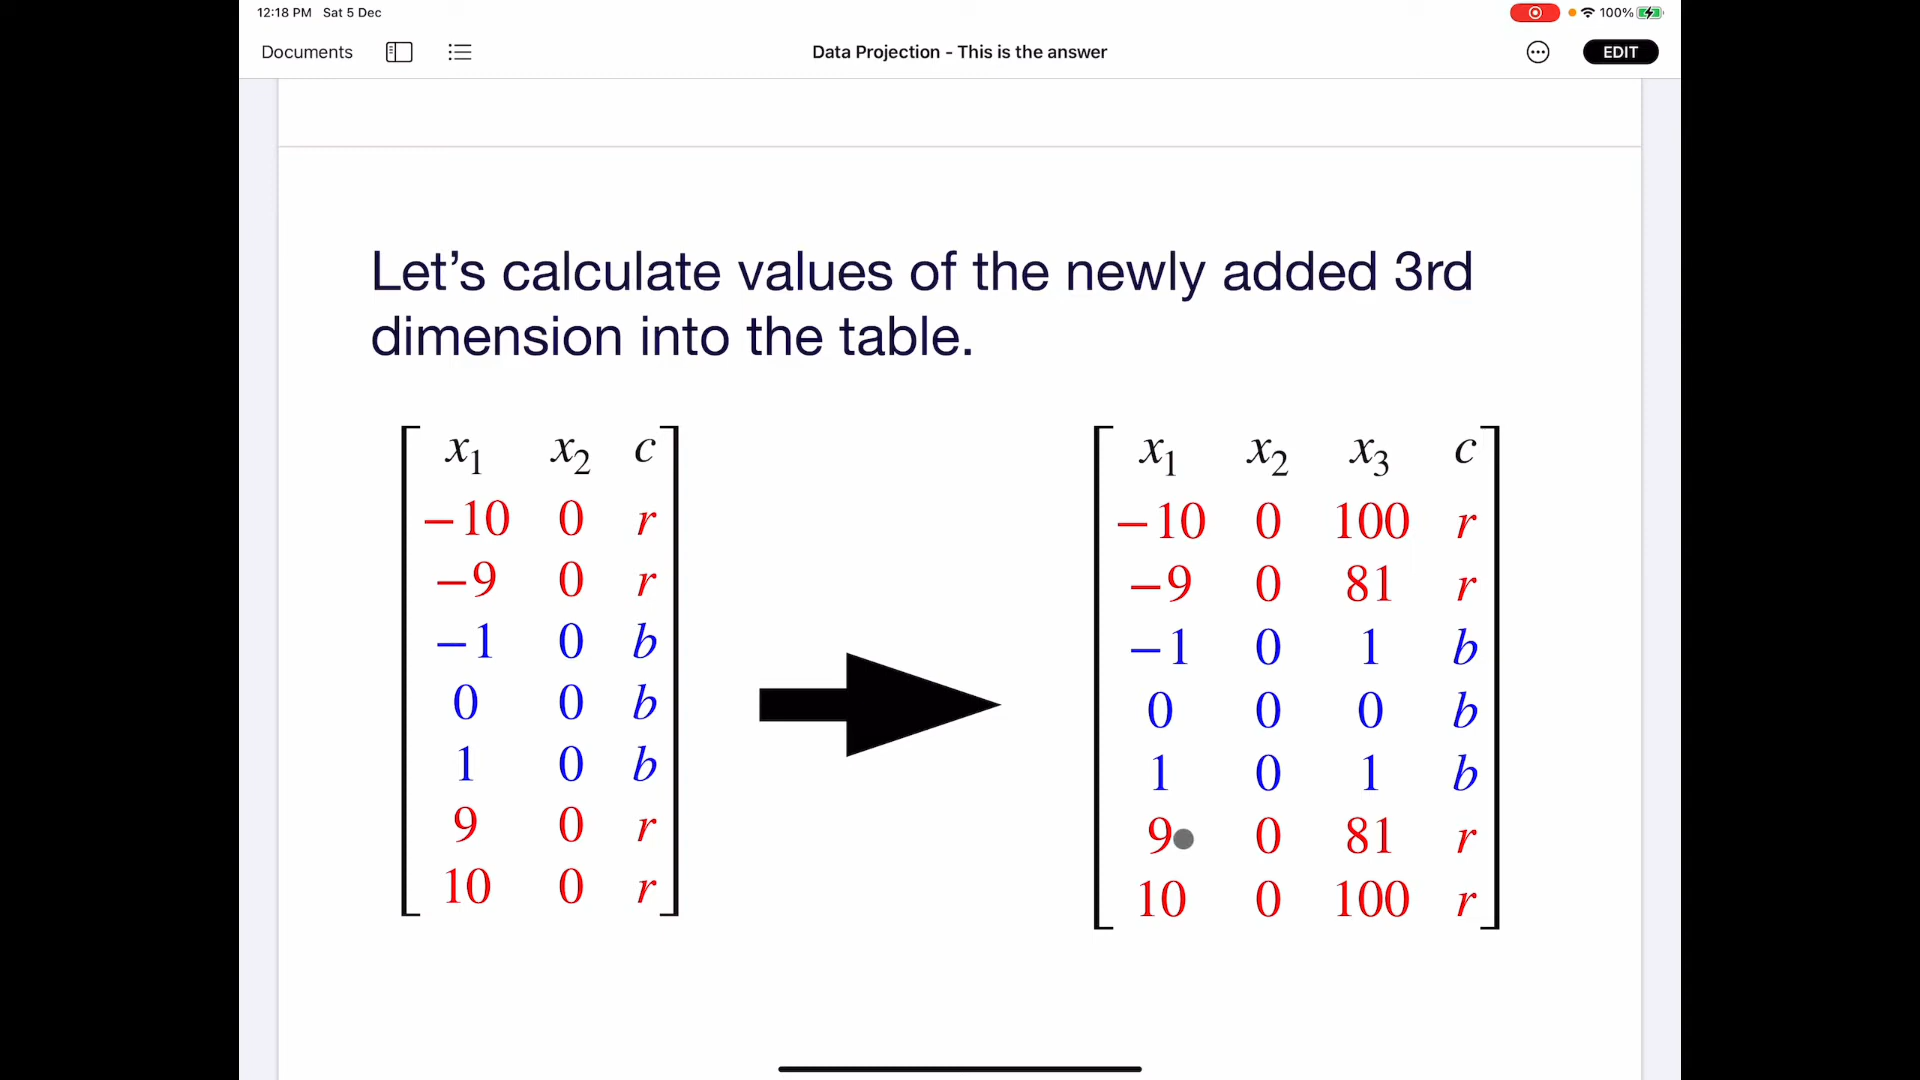 12:18 PM Sat 5 Dec
100%
Documents
Data Projection - This is the answer
EDIT
Let’s calculate values of the newly added 3rd
dimension into the table.
x1 x2 c
−10 0 r
−9 0 r
−1 0 b
0 0 b
1 0 b
9 0 r
10 0 r
x1 x2 x3 c
−10 0 100 r
−9 0 81 r
−1 0 1 b
0 0 0 b
1 0 1 b
9 0 81 r
10 0 100 r